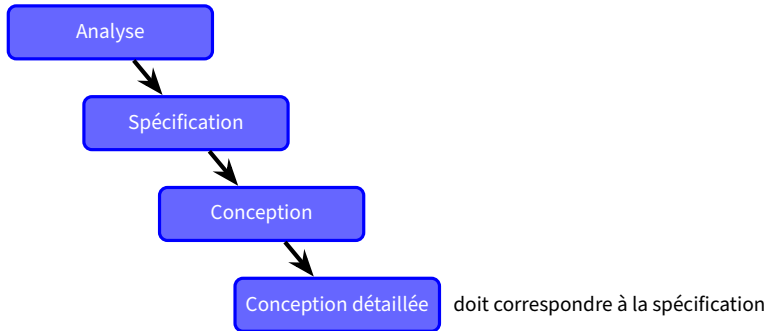 Analyse
Spécification
Conception
Conception détaillée doit correspondre à la spécification